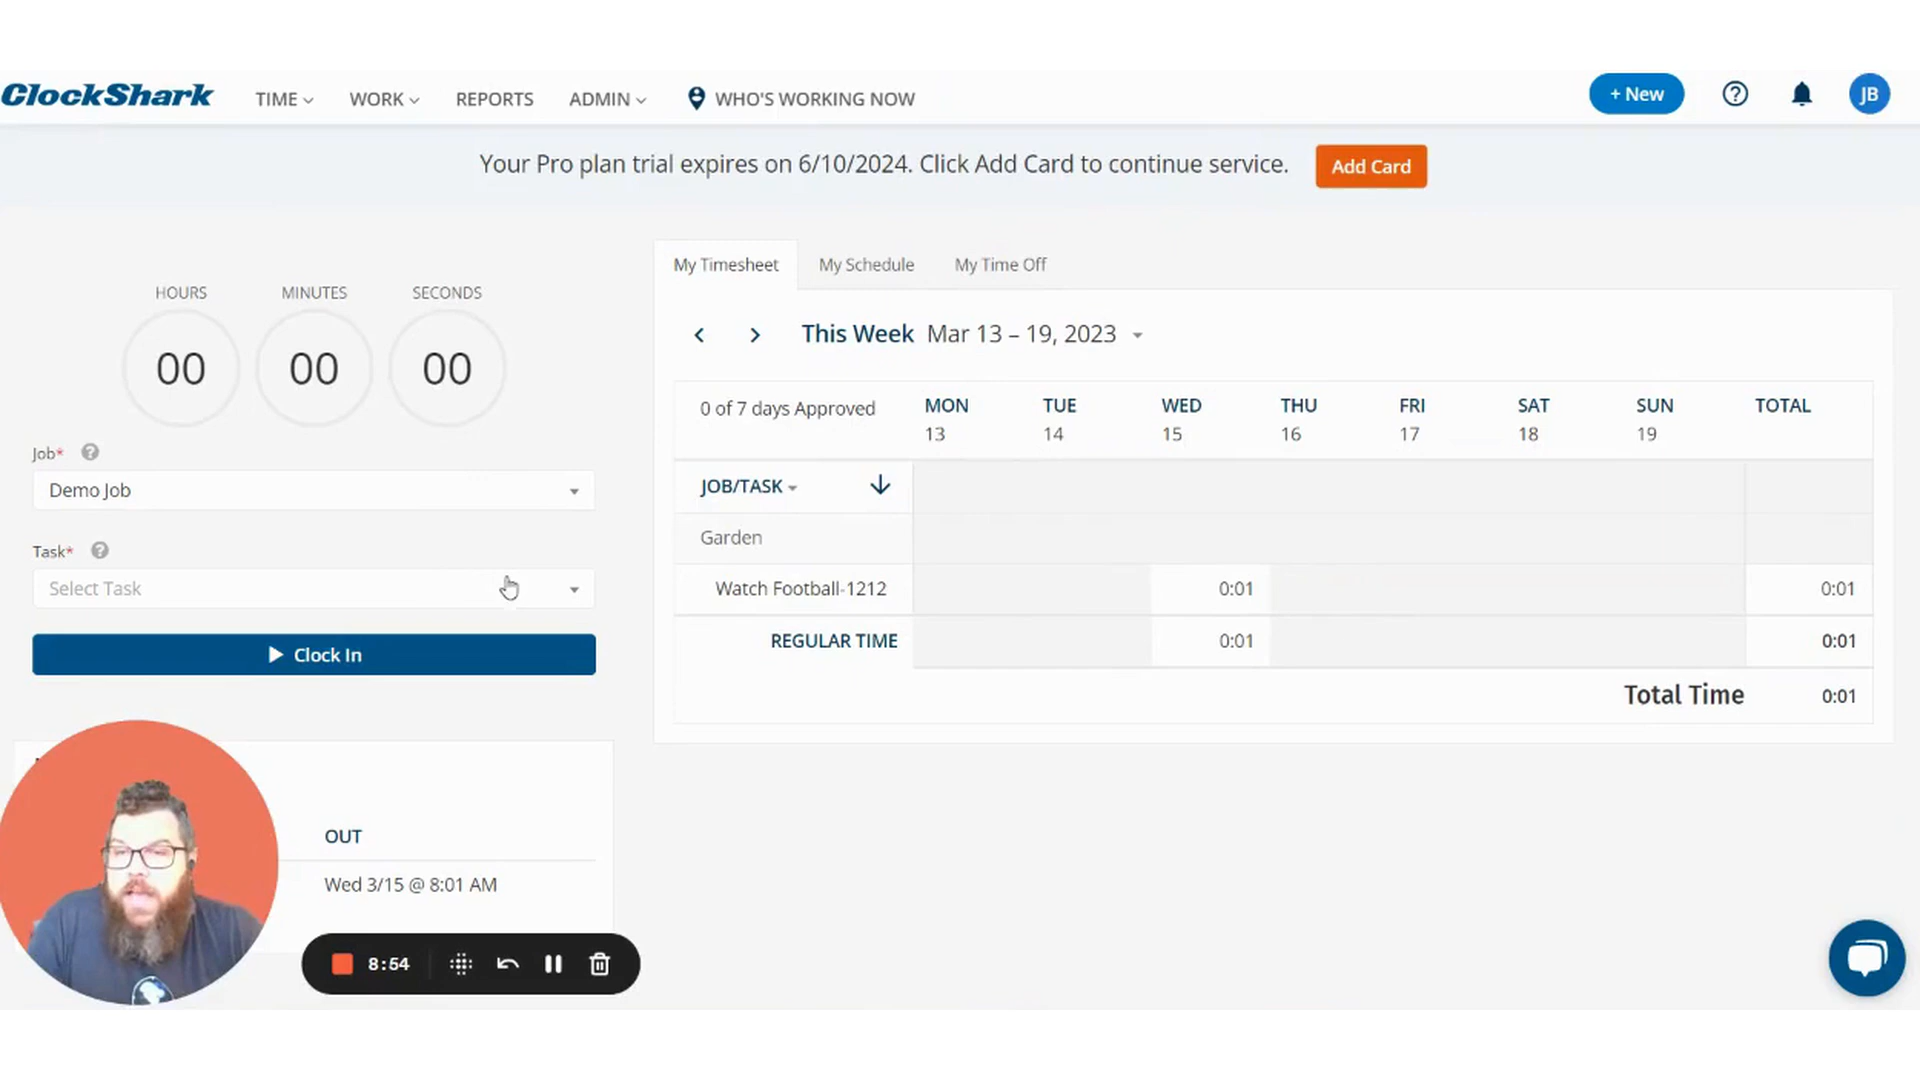 ClockShark TIME WORK REPORTS ADMIN WHO'S WORKING NOW + New JB
Your Pro plan trial expires on 6/10/2024. Click Add Card to continue service. Add Card
HOURS MINUTES SECONDS
00 00 00
Job*
Demo Job
Task*
Select Task
Clock In
OUT
Wed 3/15 @ 8:01 AM
8:54
My Timesheet My Schedule My Time Off
This Week Mar 13 – 19, 2023
0 of 7 days Approved MON TUE WED THU FRI SAT SUN TOTAL
13 14 15 16 17 18 19
JOB/TASK
Garden
Watch Football-1212 0:01 0:01
REGULAR TIME 0:01 0:01
Total Time 0:01